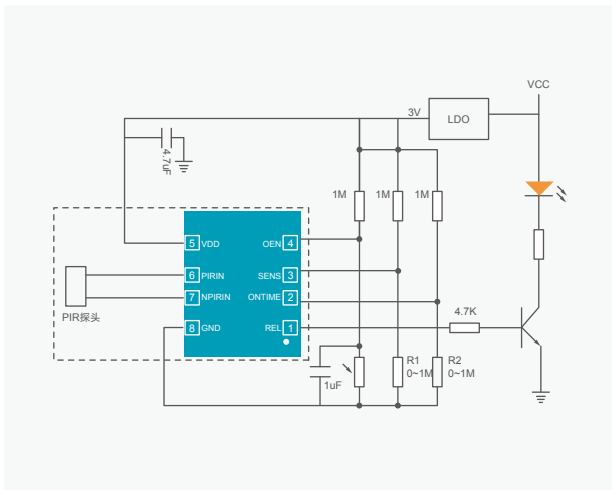 VCC
3V
LDO
4.7uF
1M
1M
1M
5 VDD
OEN 4
6 PIRIN
SENS 3
7 NPIRIN
ONTIME 2
PIR探头
8 GND
REL 1
4.7K
R1
0~1M
R2
0~1M
1uF